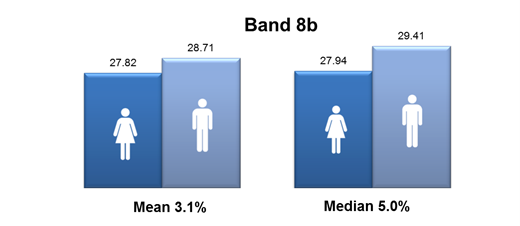 Band 8b
27.82 28.71 27.94 29.41
Mean 3.1% Median 5.0%